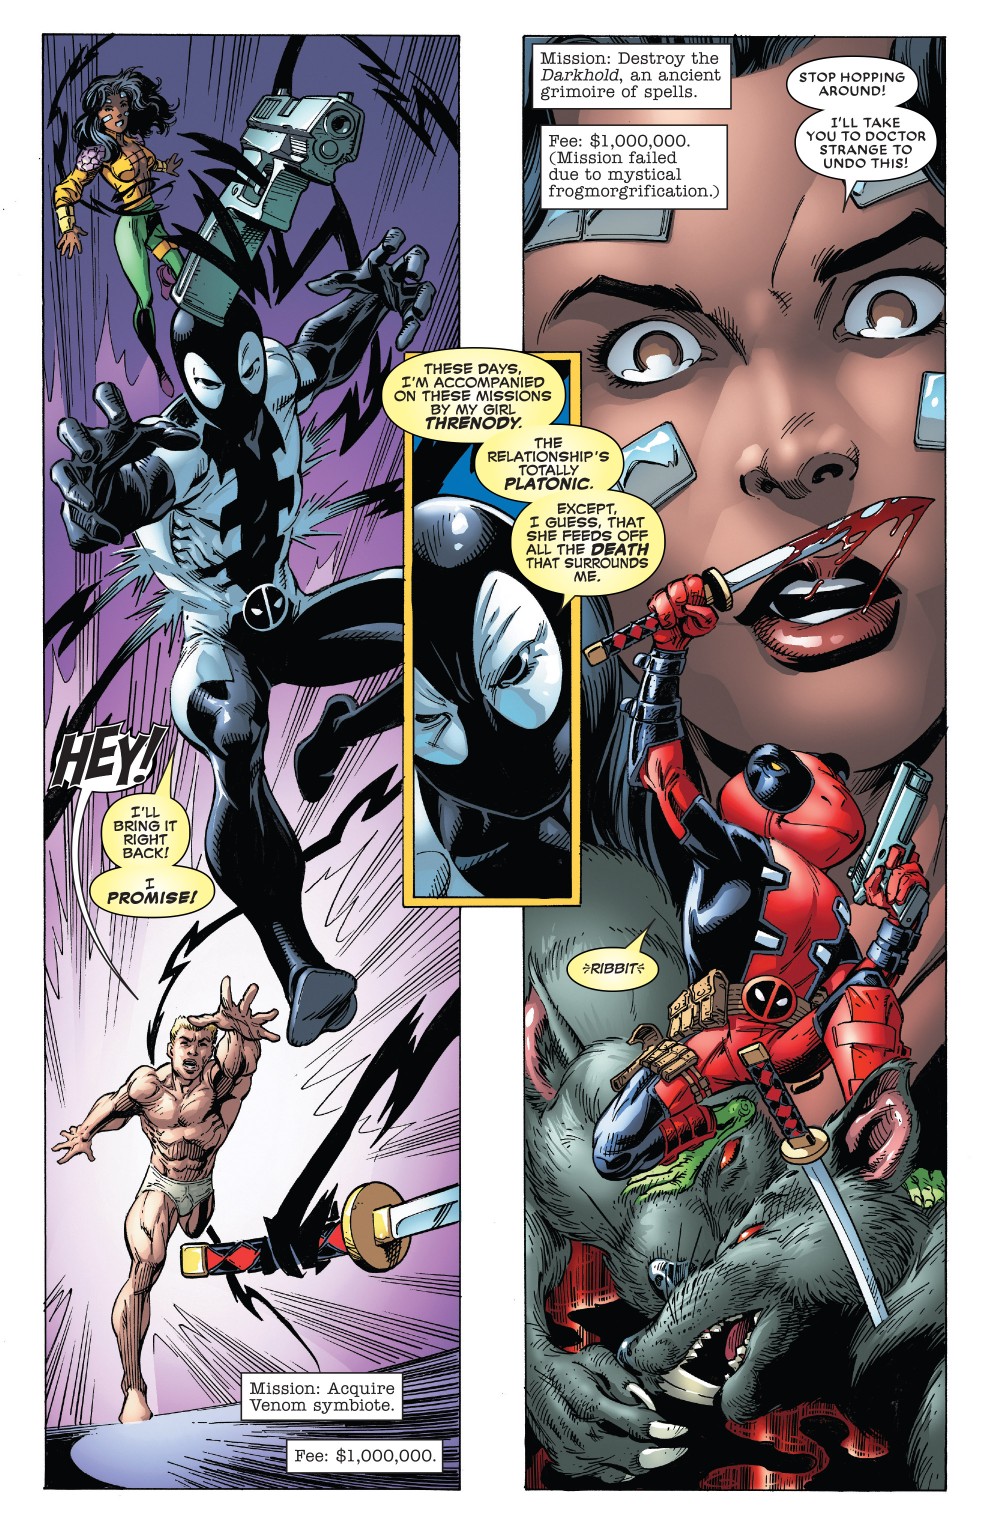 HEY!
I'LL
BRING IT
RIGHT
BACK!
I
PROMISE!
Mission: Acquire
Venom symbiote.
Fee: $1,000,000.
THESE DAYS,
I'M ACCOMPANIED
ON THESE MISSIONS
BY MY GIRL
THRENODY.
THE
RELATIONSHIP'S
TOTALLY
PLATONIC.
EXCEPT,
I GUESS, THAT
SHE FEEDS OFF
ALL THE DEATH
THAT SURROUNDS
ME.
Mission: Destroy the
Darkhold, an ancient
grimoire of spells.
Fee: $1,000,000.
(Mission failed
due to mystical
frogmorgrification.)
STOP HOPPING
AROUND!
I'LL TAKE
YOU TO DOCTOR
STRANGE TO
UNDO THIS!
RIBBIT